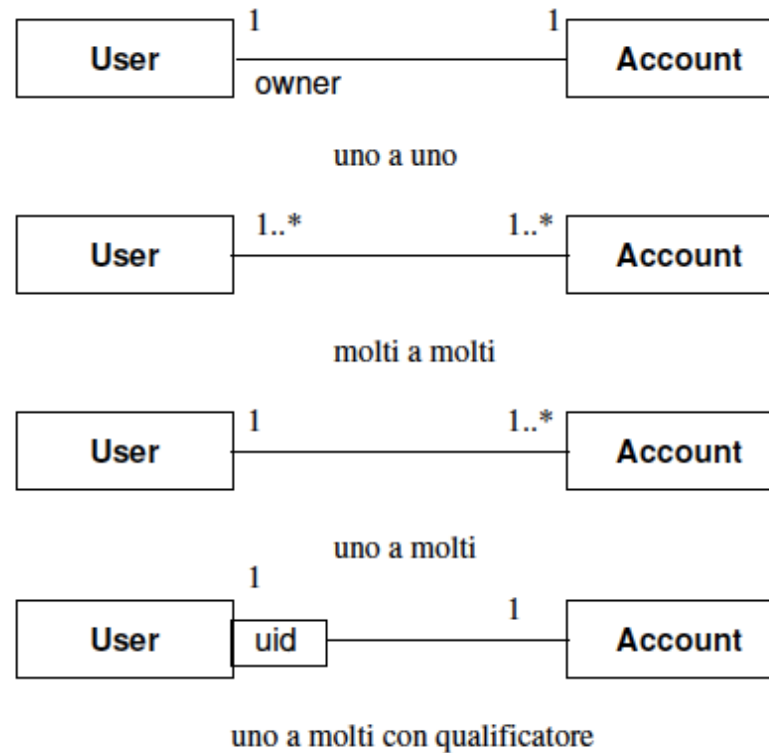 1 1
User Account
owner
uno a uno
1..* 1..*
User Account
molti a molti
1 1..*
User Account
uno a molti
1
1
User uid Account
uno a molti con qualificatore